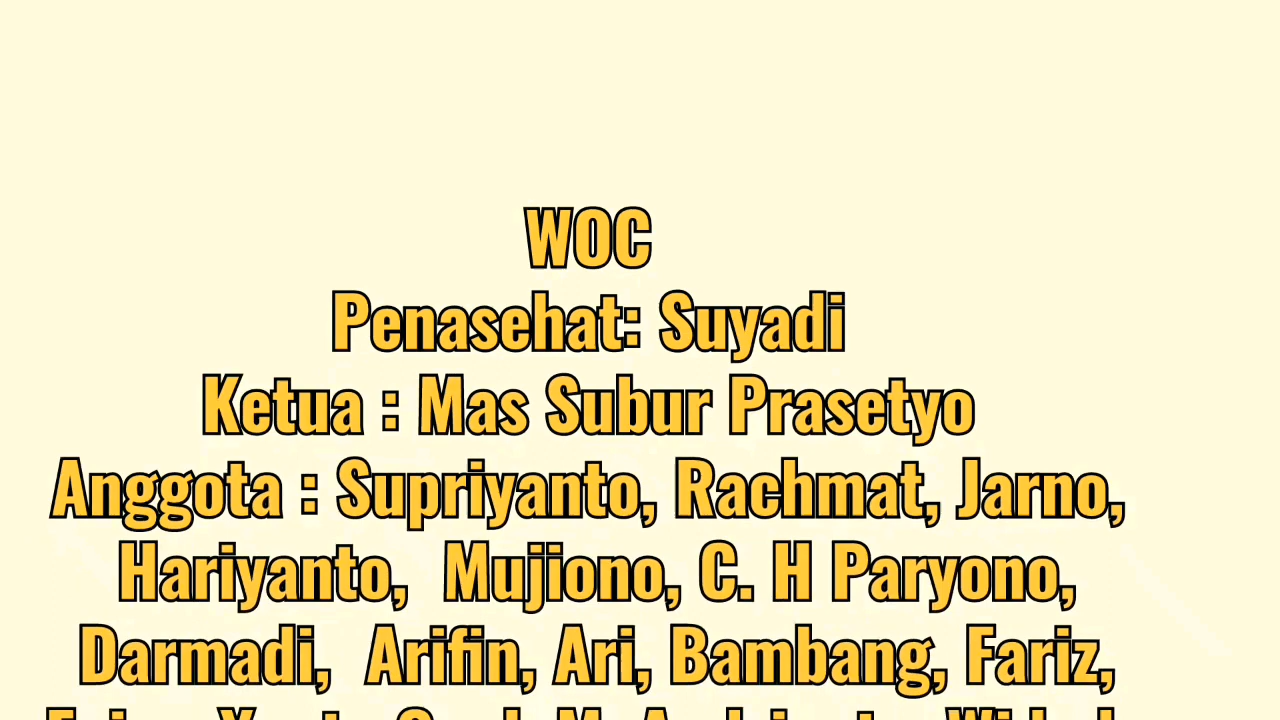 WOC
Penasehat: Suyadi
Ketua : Mas Subur Prasetyo
Anggota : Supriyanto, Rachmat, Jarno,
Hariyanto,  Mujiono, C. H Paryono,
Darmadi,  Arifin, Ari, Bambang, Fariz,